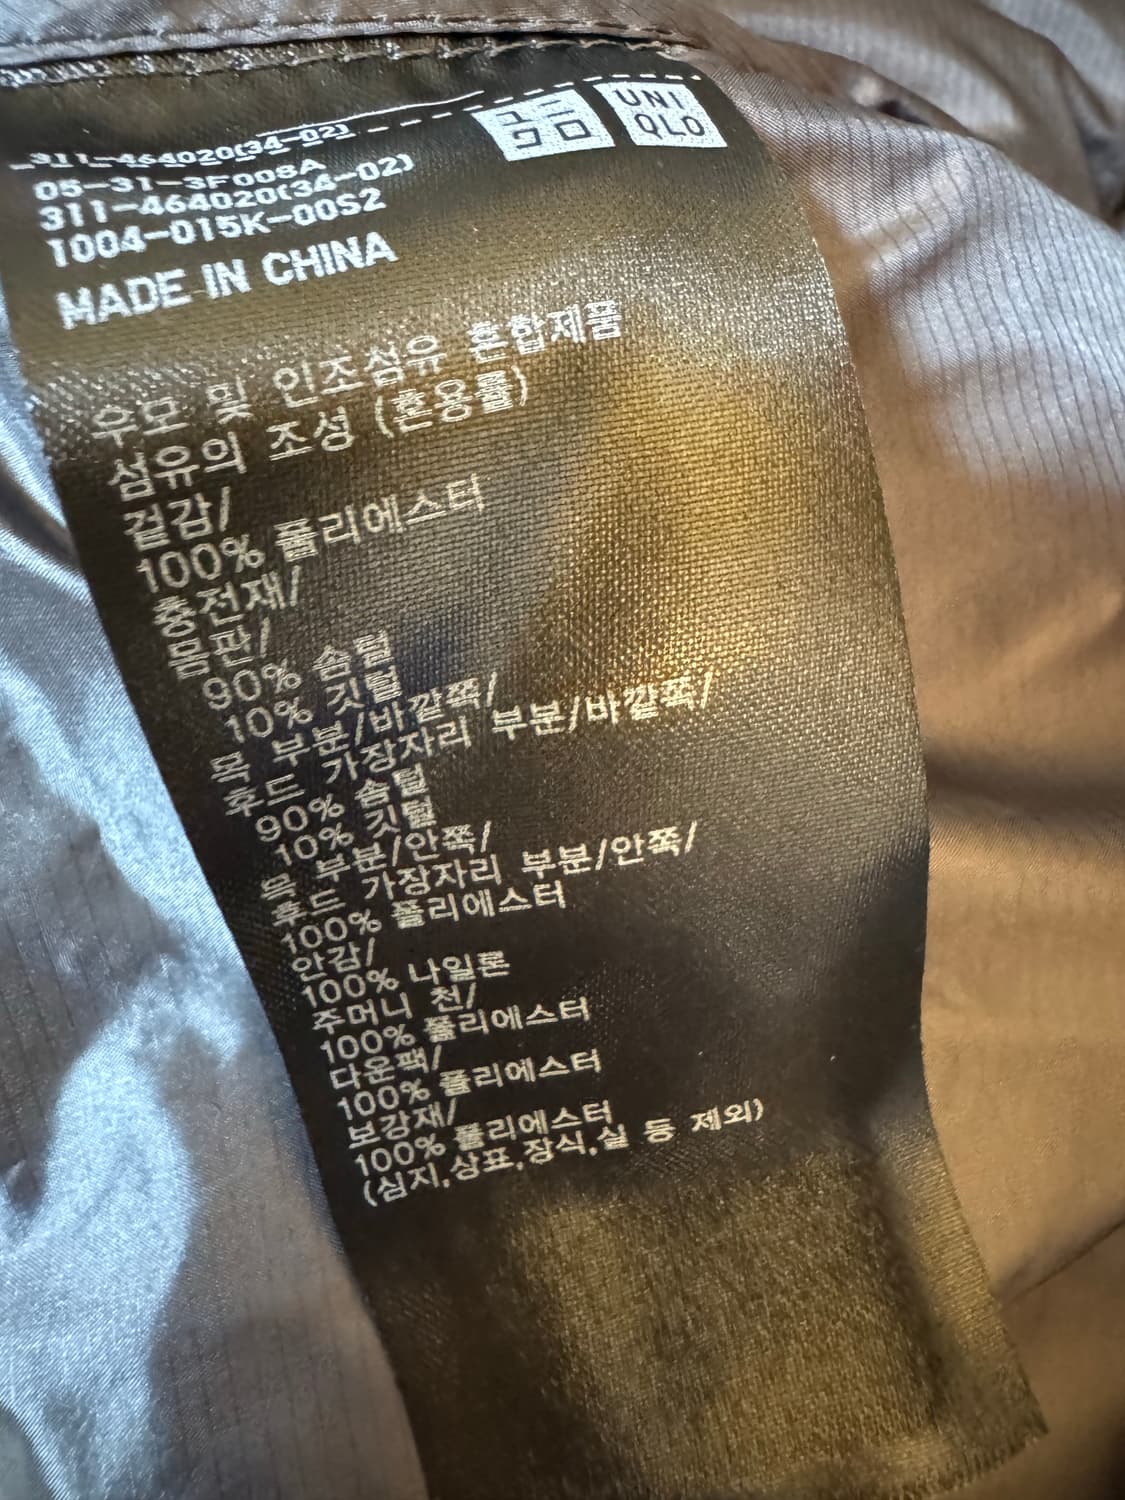 311-464020(34-02)
ユニ
クロ
UNI
QLO
05-31-3F008A
311-464020(34-02)
1004-015K-00S2
MADE IN CHINA
우모 및 인조섬유 혼합제품
섬유의 조성 (혼용률)
겉감/
100% 폴리에스터
충전재/
몸판/
90% 솜털
10% 깃털
목 부분/바깥쪽/
후드 가장자리 부분/바깥쪽/
90% 솜털
10% 깃털
목 부분/안쪽/
후드 가장자리 부분/안쪽/
100% 폴리에스터
안감/
100% 나일론
주머니 천/
100% 폴리에스터
다운팩/
100% 폴리에스터
보강재/
100% 폴리에스터
(심지,상표,장식,실 등 제외)